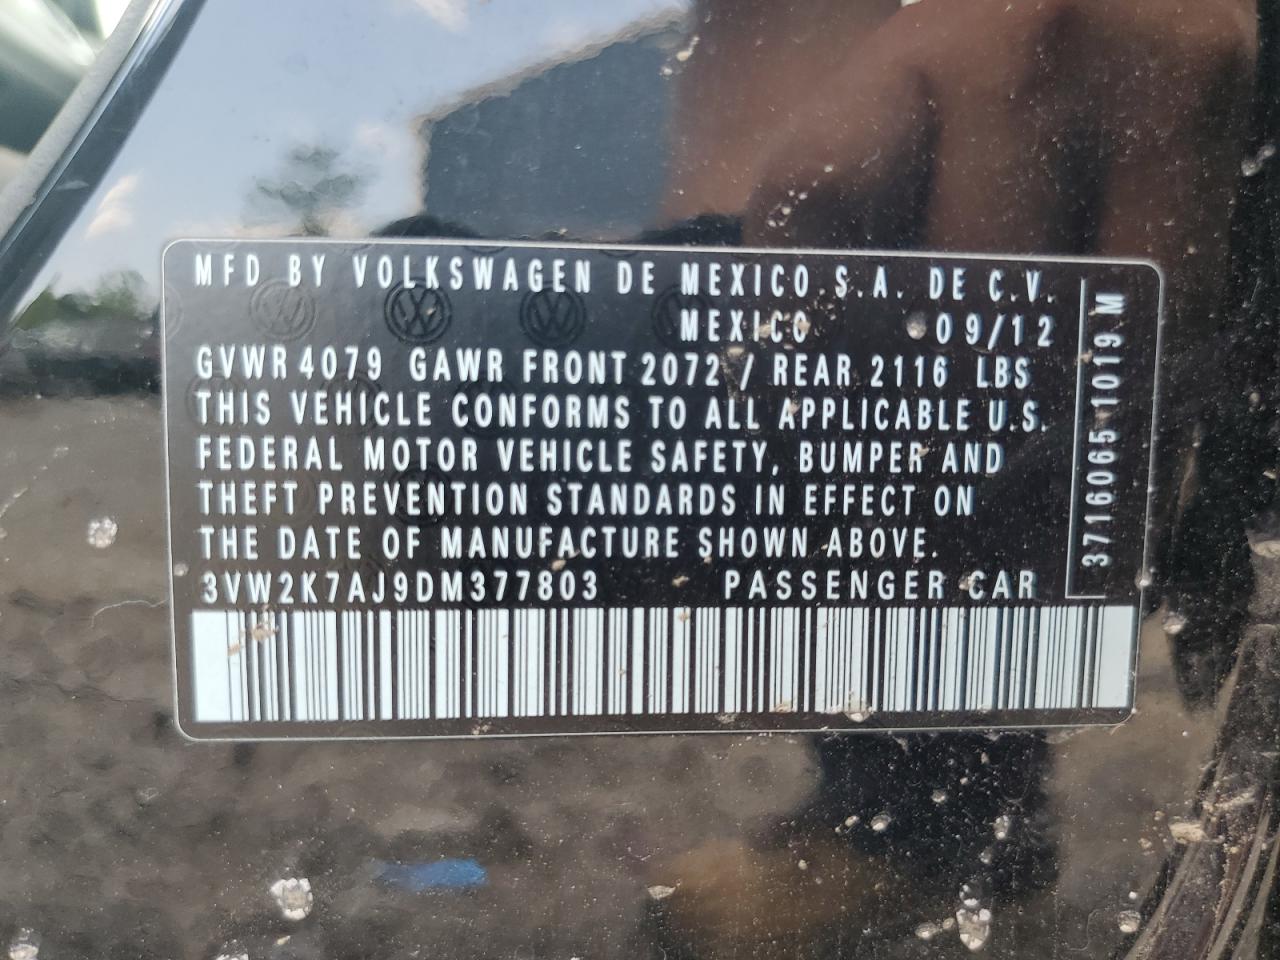 MFD BY VOLKSWAGEN DE MEXICO S.A. DE C.V.
MEXICO 09/12
GVWR 4079 GAWR FRONT 2072 / REAR 2116 LBS
THIS VEHICLE CONFORMS TO ALL APPLICABLE U.S.
FEDERAL MOTOR VEHICLE SAFETY, BUMPER AND
THEFT PREVENTION STANDARDS IN EFFECT ON
THE DATE OF MANUFACTURE SHOWN ABOVE.
3VW2K7AJ9DM377803 PASSENGER CAR
3716065 1019 M